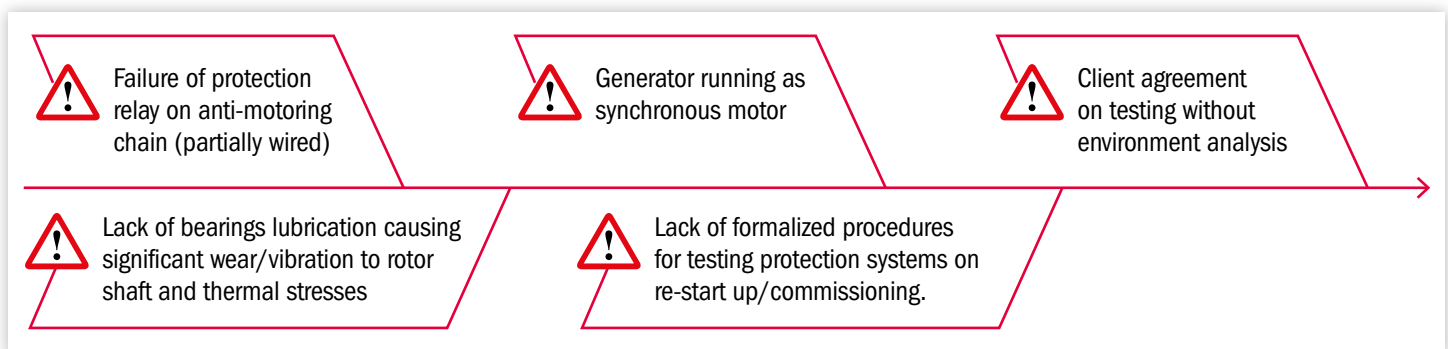 Failure of protection
relay on anti-motoring
chain (partially wired)
Generator running as
synchronous motor
Client agreement
on testing without
environment analysis
Lack of bearings lubrication causing
significant wear/vibration to rotor
shaft and thermal stresses
Lack of formalized procedures
for testing protection systems on
re-start up/commissioning.